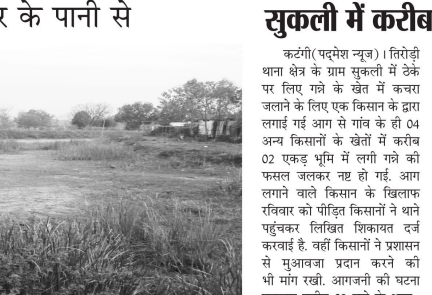 के पानी से
सुकली में करीब
कटंगी(पद्मेश न्यूज)। तिरोड़ी
थाना क्षेत्र के ग्राम सुकली में ठेके
पर लिए गन्ने के खेत में कचरा
जलाने के लिए एक किसान के द्वारा
लगाई गई आग से गांव के ही 04
अन्य किसानों के खेतों में करीब
02 एकड़ भूमि में लगी गन्ने की
फसल जलकर नष्ट हो गई. आग
लगाने वाले किसान के खिलाफ
रविवार को पीड़ित किसानों ने थाने
पहुंचकर लिखित शिकायत दर्ज
करवाई है. वहीं किसानों ने प्रशासन
से मुआवजा प्रदान करने की
भी मांग रखी. आगजनी की घटना